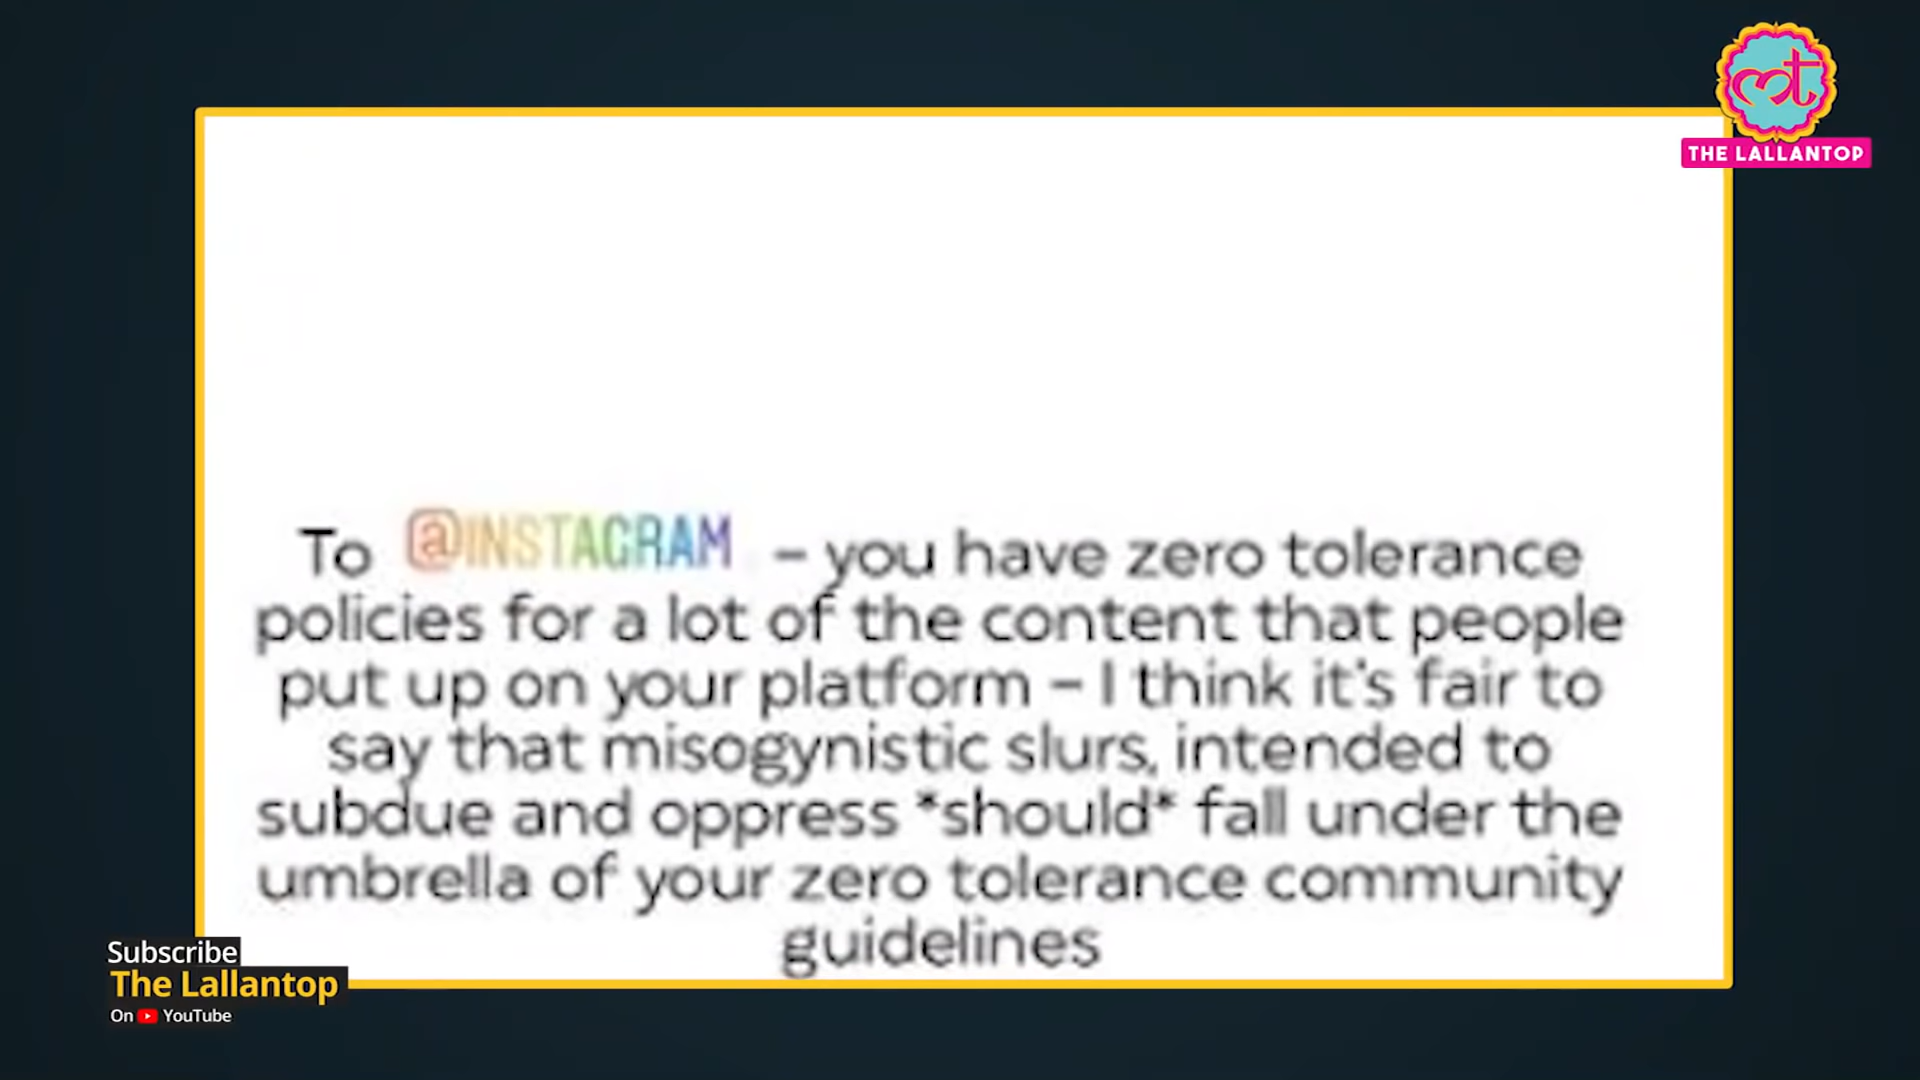 THE LALLANTOP
To @INSTAGRAM – you have zero tolerance
policies for a lot of the content that people
put up on your platform – I think it's fair to
say that misogynistic slurs, intended to
subdue and oppress *should* fall under the
umbrella of your zero tolerance community
guidelines
Subscribe
The Lallantop
On YouTube